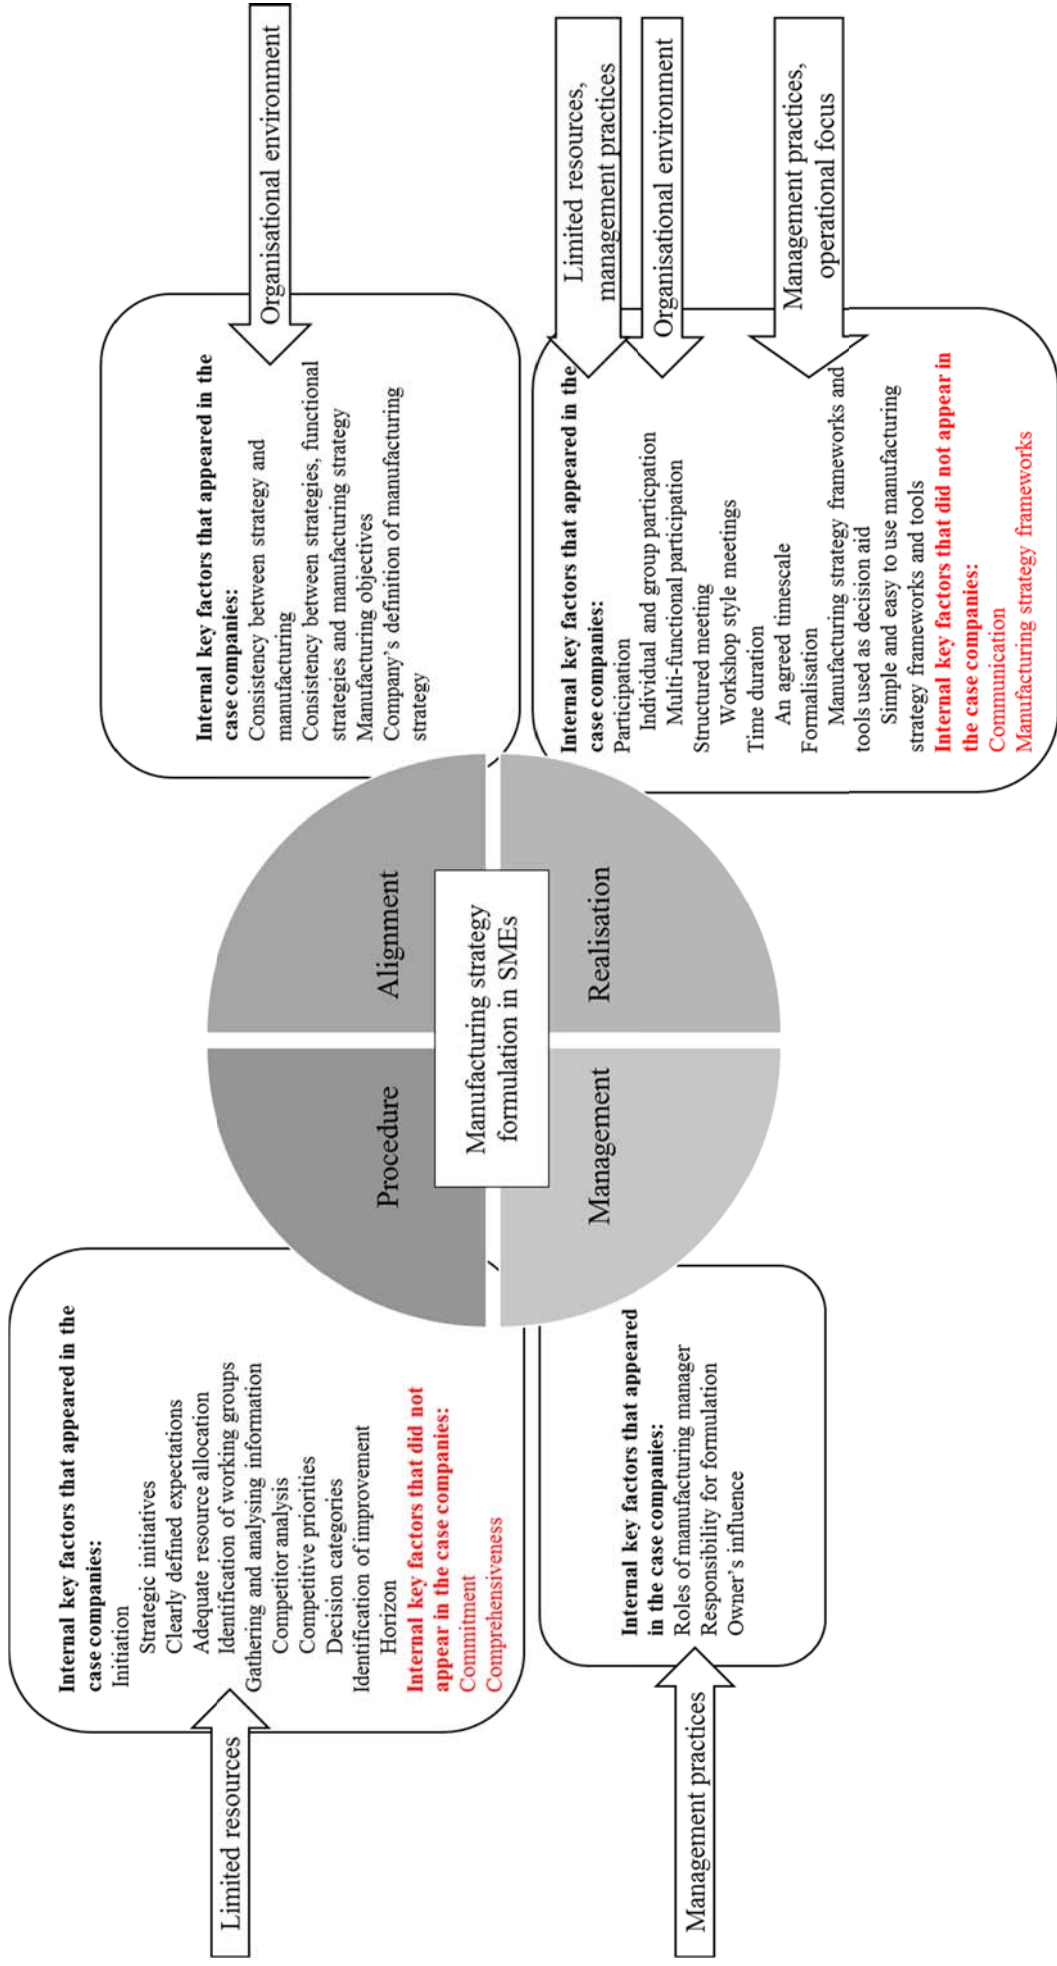 Limited resources
Internal key factors that appeared in the
case companies:
Initiation
Strategic initiatives
Clearly defined expectations
Adequate resource allocation
Identification of working groups
Gathering and analysing information
Competitor analysis
Competitive priorities
Decision categories
Identification of improvement
Horizon
Internal key factors that did not
appear in the case companies:
Commitment
Comprehensiveness
Procedure
Alignment
Internal key factors that appeared in the
case companies:
Consistency between strategy and
manufacturing
Consistency between strategies, functional
strategies and manufacturing strategy
Manufacturing objectives
Company's definition of manufacturing
strategy
Organisational environment
Manufacturing strategy
formulation in SMEs
Management practices
Internal key factors that appeared
in the case companies:
Roles of manufacturing manager
Responsibility for formulation
Owner's influence
Management
Realisation
Internal key factors that appeared in the
case companies:
Participation
Individual and group particpation
Multi-functional participation
Structured meeting
Workshop style meetings
Time duration
An agreed timescale
Formalisation
Manufacturing strategy frameworks and
tools used as decision aid
Simple and easy to use manufacturing
strategy frameworks and tools
Internal key factors that did not appear in
the case companies:
Communication
Manufacturing strategy frameworks
Limited resources,
management practices
Organisational environment
Management practices,
operational focus